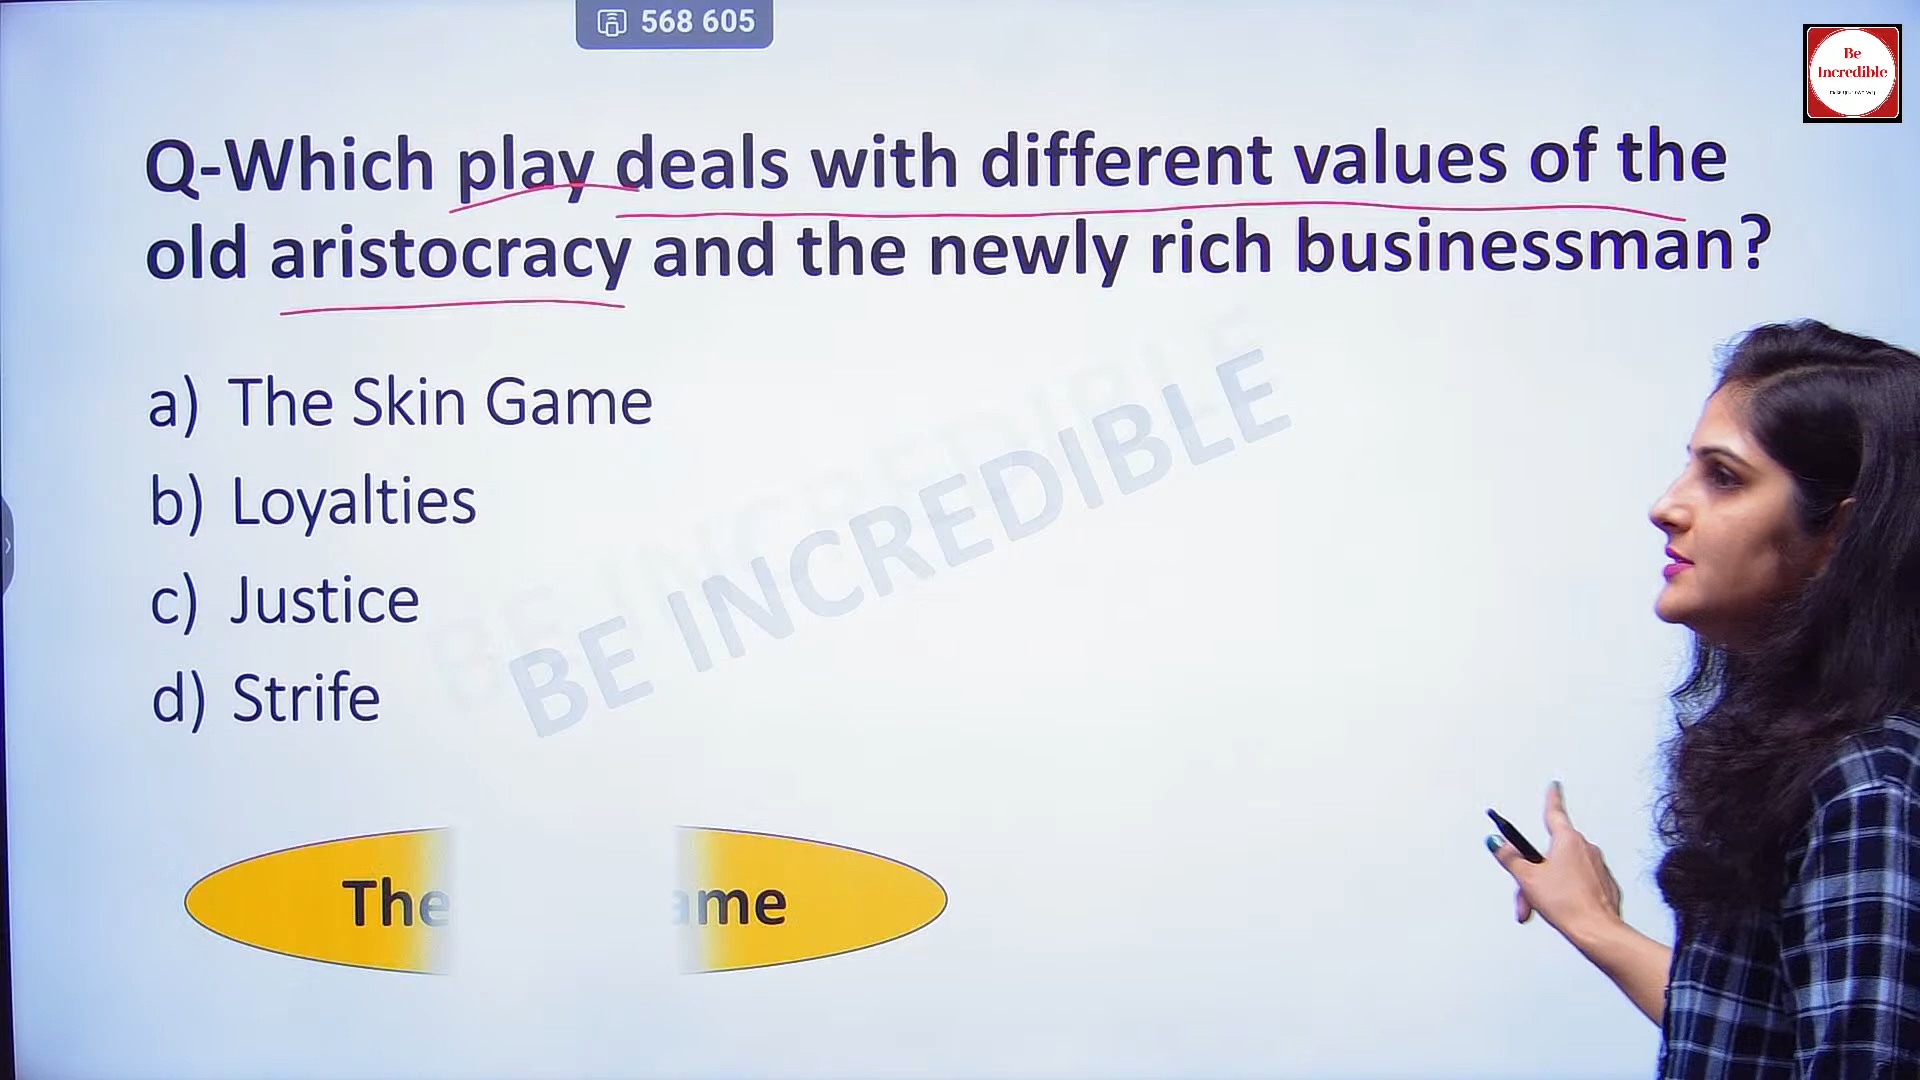 568 605
Be
Incredible
Q-Which play deals with different values of the
old aristocracy and the newly rich businessman?
a) The Skin Game
b) Loyalties
c) Justice
d) Strife
BE INCREDIBLE
The ame